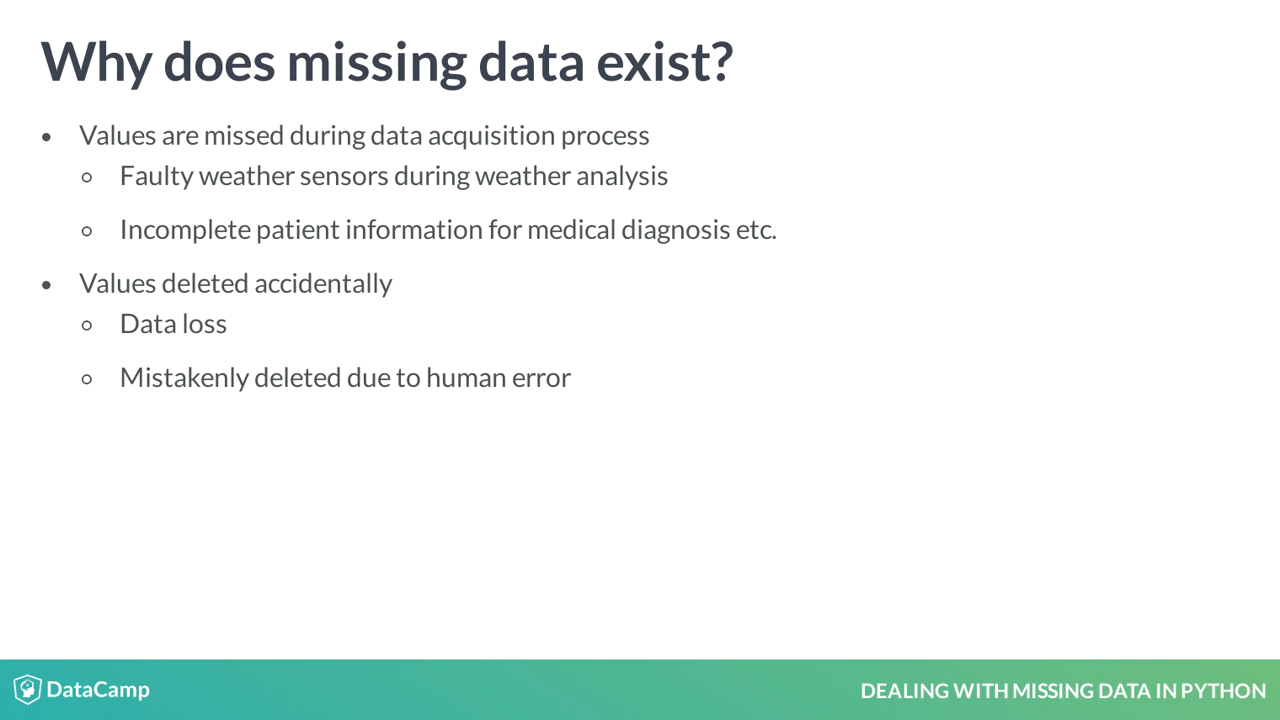 Why does missing data exist?
• Values are missed during data acquisition process
◦ Faulty weather sensors during weather analysis
◦ Incomplete patient information for medical diagnosis etc.
• Values deleted accidentally
◦ Data loss
◦ Mistakenly deleted due to human error
DataCamp
DEALING WITH MISSING DATA IN PYTHON